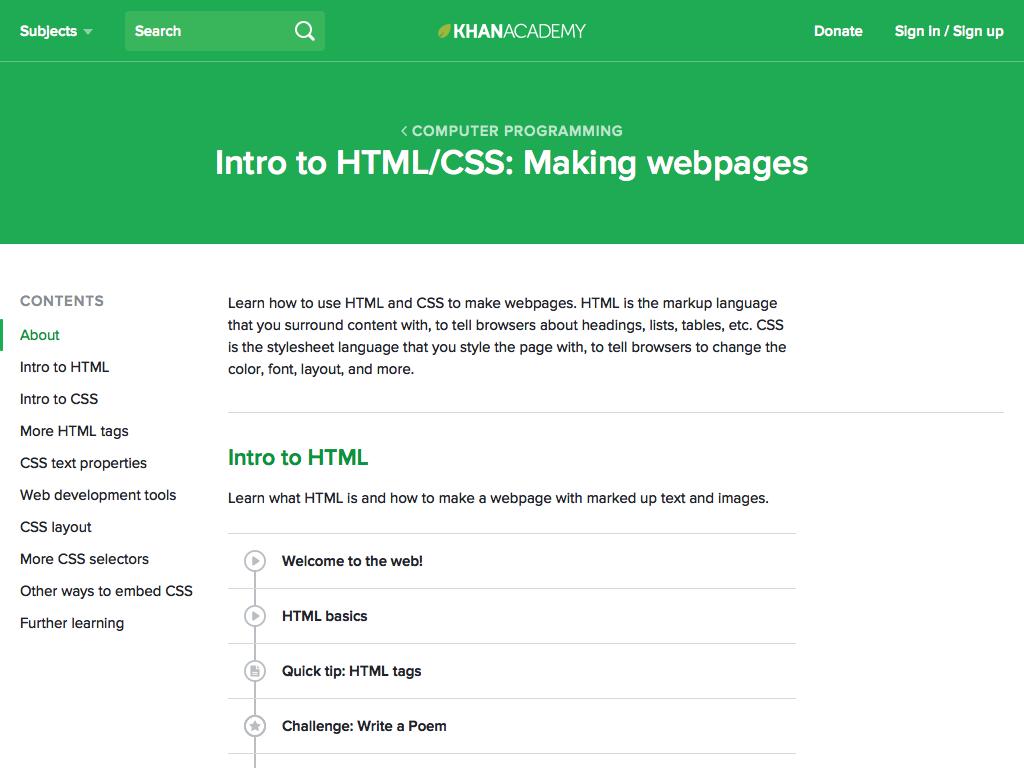 Subjects
Search
KHANACADEMY
Donate
Sign in / Sign up
COMPUTER PROGRAMMING
Intro to HTML/CSS: Making webpages
CONTENTS
About
Intro to HTML
Intro to CSS
More HTML tags
CSS text properties
Web development tools
CSS layout
More CSS selectors
Other ways to embed CSS
Further learning
Learn how to use HTML and CSS to make webpages. HTML is the markup language
that you surround content with, to tell browsers about headings, lists, tables, etc. CSS
is the stylesheet language that you style the page with, to tell browsers to change the
color, font, layout, and more.
Intro to HTML
Learn what HTML is and how to make a webpage with marked up text and images.
Welcome to the web!
HTML basics
Quick tip: HTML tags
Challenge: Write a Poem